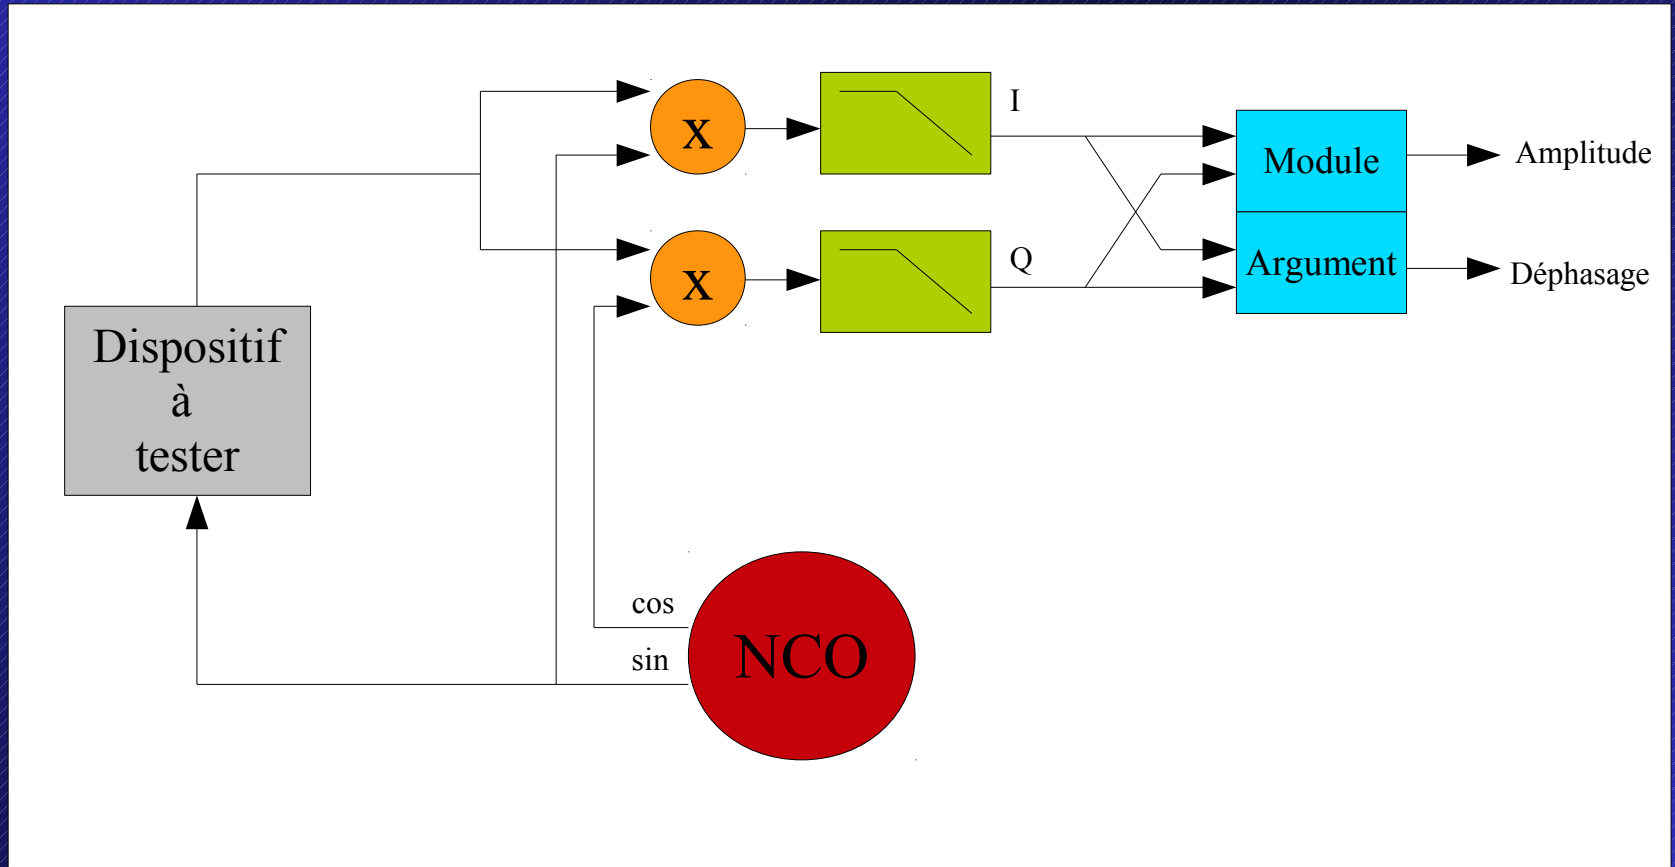 x
I
Module
Amplitude
x
Q
Argument
Déphasage
Dispositif
à
tester
cos
sin
NCO